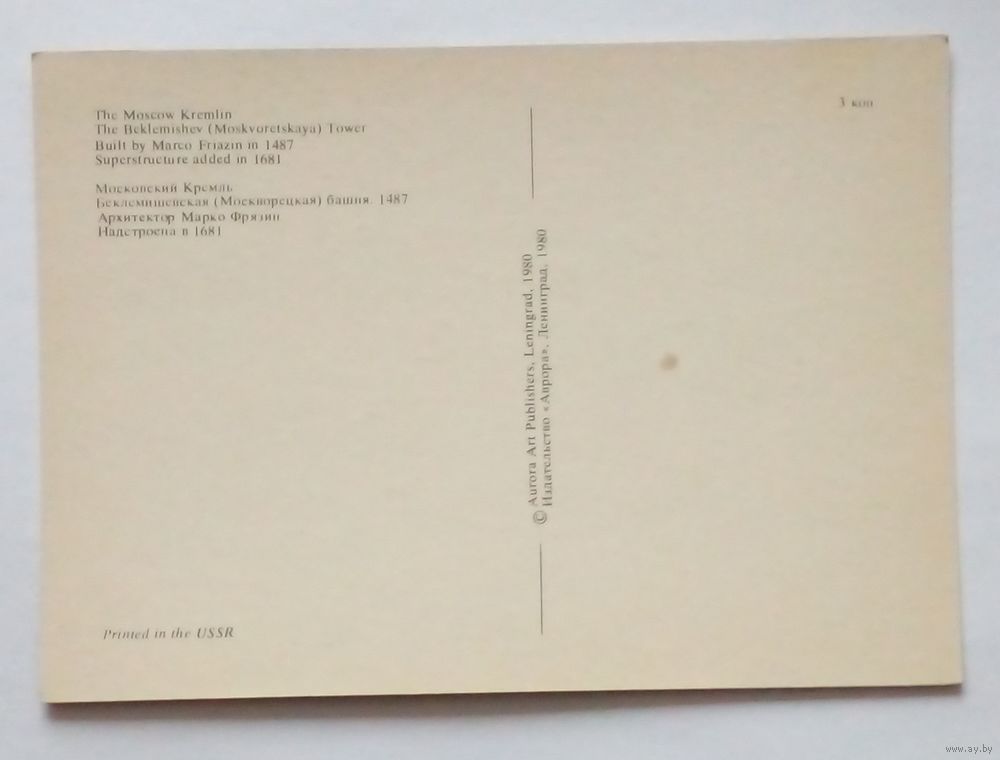 The Moscow Kremlin
The Beklemishev (Moskvoretskaya) Tower
Built by Marco Friazin in 1487
Superstructure added in 1681
Московский Кремль
Беклемишевская (Москворецкая) башня. 1487
Архитектор Марко Фрязин
Надстроена в 1681
Printed in the USSR
© Aurora Art Publishers, Leningrad, 1980
Издательство «Аврора», Ленинград, 1980
3 коп
www.ay.by